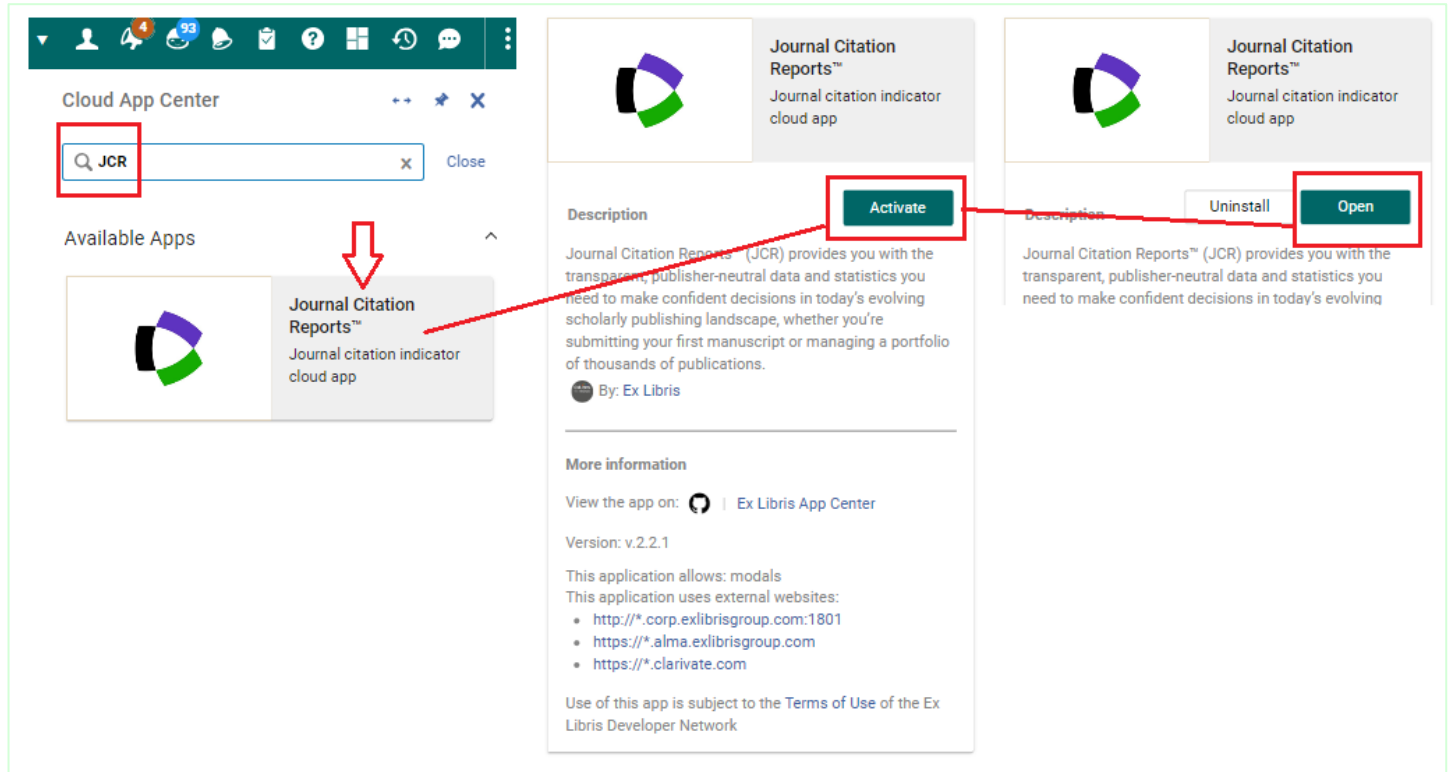 4
93
Cloud App Center
JCR
Close
Available Apps
Journal Citation
Reports™
Journal citation indicator
cloud app
Journal Citation
Reports™
Journal citation indicator
cloud app
Activate
Description
Journal Citation Reports™ (JCR) provides you with the
transparent, publisher-neutral data and statistics you
need to make confident decisions in today's evolving
scholarly publishing landscape, whether you're
submitting your first manuscript or managing a portfolio
of thousands of publications.
By: Ex Libris
More information
View the app on: | Ex Libris App Center
Version: v.2.2.1
This application allows: modals
This application uses external websites:
• http://*.corp.exlibrisgroup.com:1801
• https://*.alma.exlibrisgroup.com
• https://*.clarivate.com
Use of this app is subject to the Terms of Use of the Ex
Libris Developer Network
Journal Citation
Reports™
Journal citation indicator
cloud app
Uninstall
Open
Description
Journal Citation Reports™ (JCR) provides you with the
transparent, publisher-neutral data and statistics you
need to make confident decisions in today's evolving